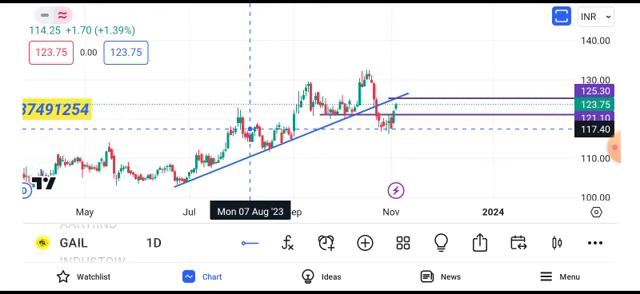 INR
114.25 +1.70 (+1.39%)
140.00
123.75 0.00 123.75
130.00
125.30
123.75
121.10
37491254
117.40
110.00
100.00
May Jul Mon 07 Aug '23 Sep Nov 2024
GAIL 1D
Watchlist Chart Ideas News Menu